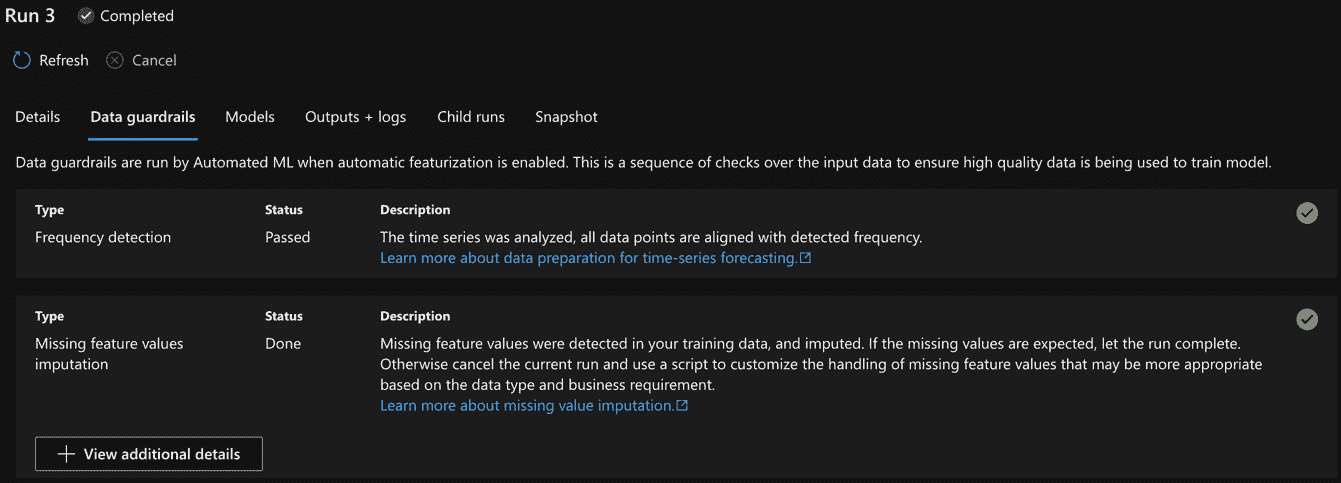 Run 3 Completed
Refresh Cancel
Details Data guardrails Models Outputs + logs Child runs Snapshot
Data guardrails are run by Automated ML when automatic featurization is enabled. This is a sequence of checks over the input data to ensure high quality data is being used to train model.
Type Status Description
Frequency detection Passed The time series was analyzed, all data points are aligned with detected frequency.
Learn more about data preparation for time-series forecasting.
Type Status Description
Missing feature values Done Missing feature values were detected in your training data, and imputed. If the missing values are expected, let the run complete.
imputation Otherwise cancel the current run and use a script to customize the handling of missing feature values that may be more appropriate
based on the data type and business requirement.
Learn more about missing value imputation.
View additional details